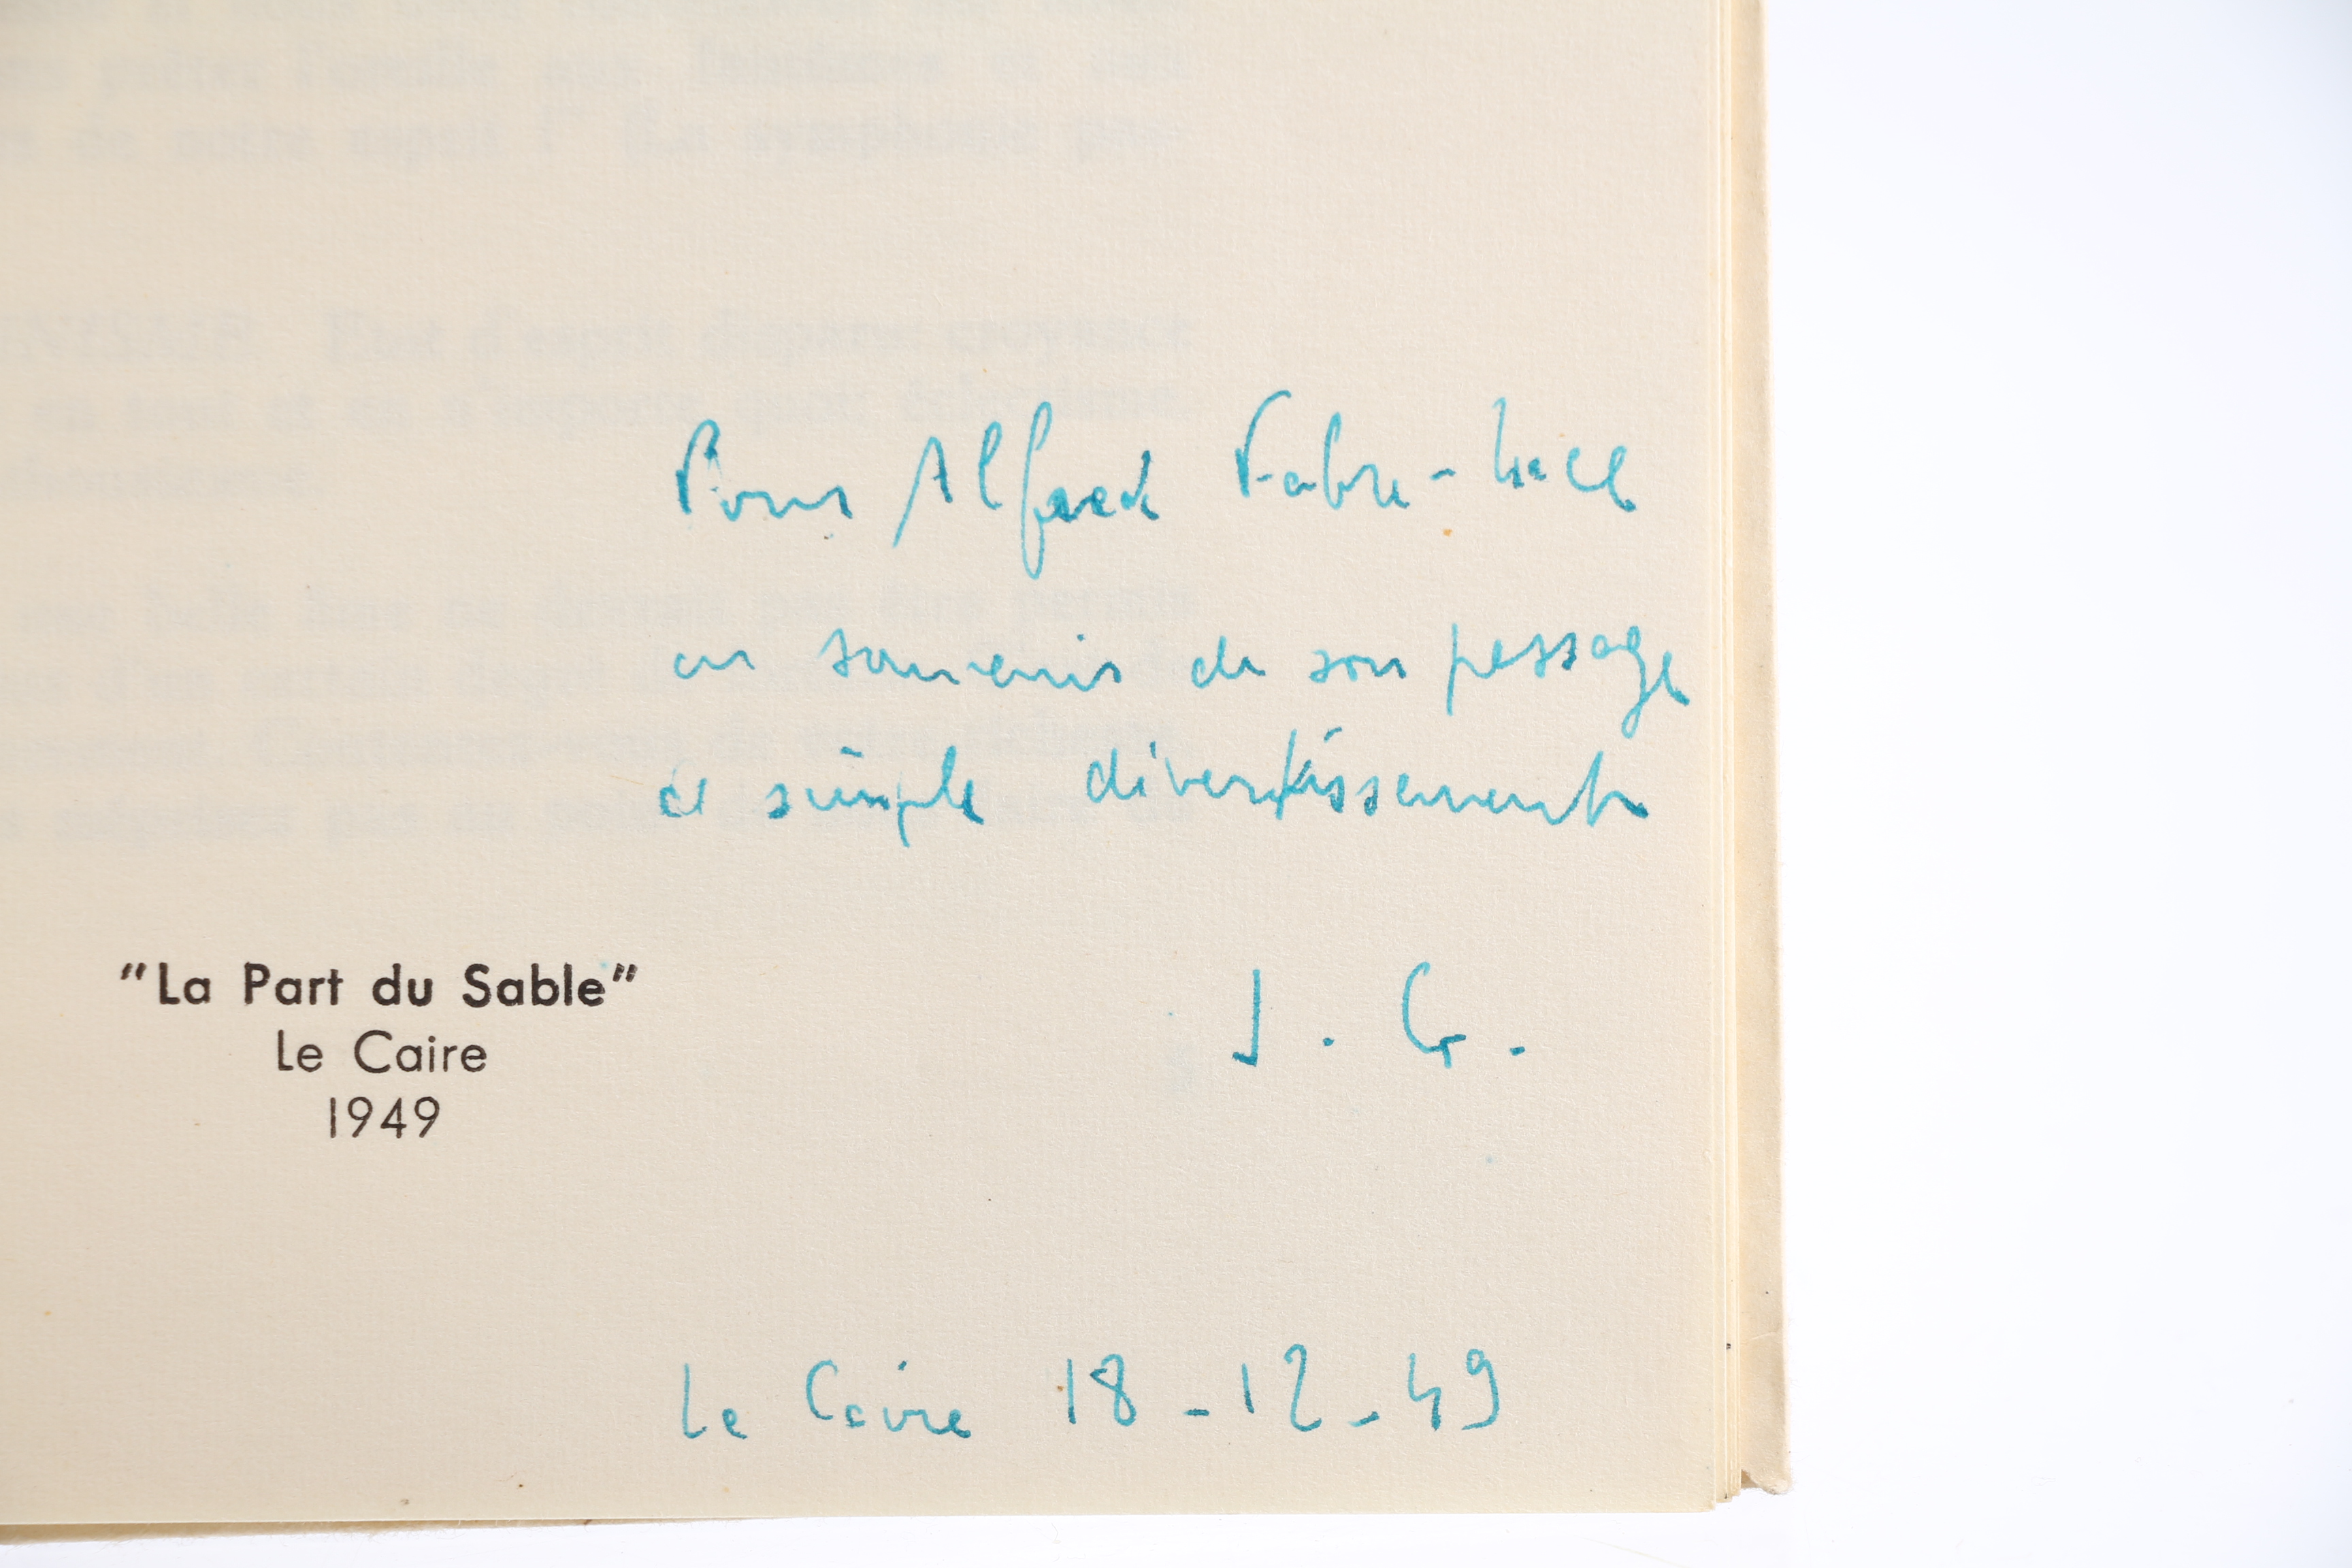 Pour Alfred Fabre-Luce
en souvenir de son passage
et simple divertissement
"La Part du Sable"
Le Caire
1949
J. G.
Le Caire 18-12-49